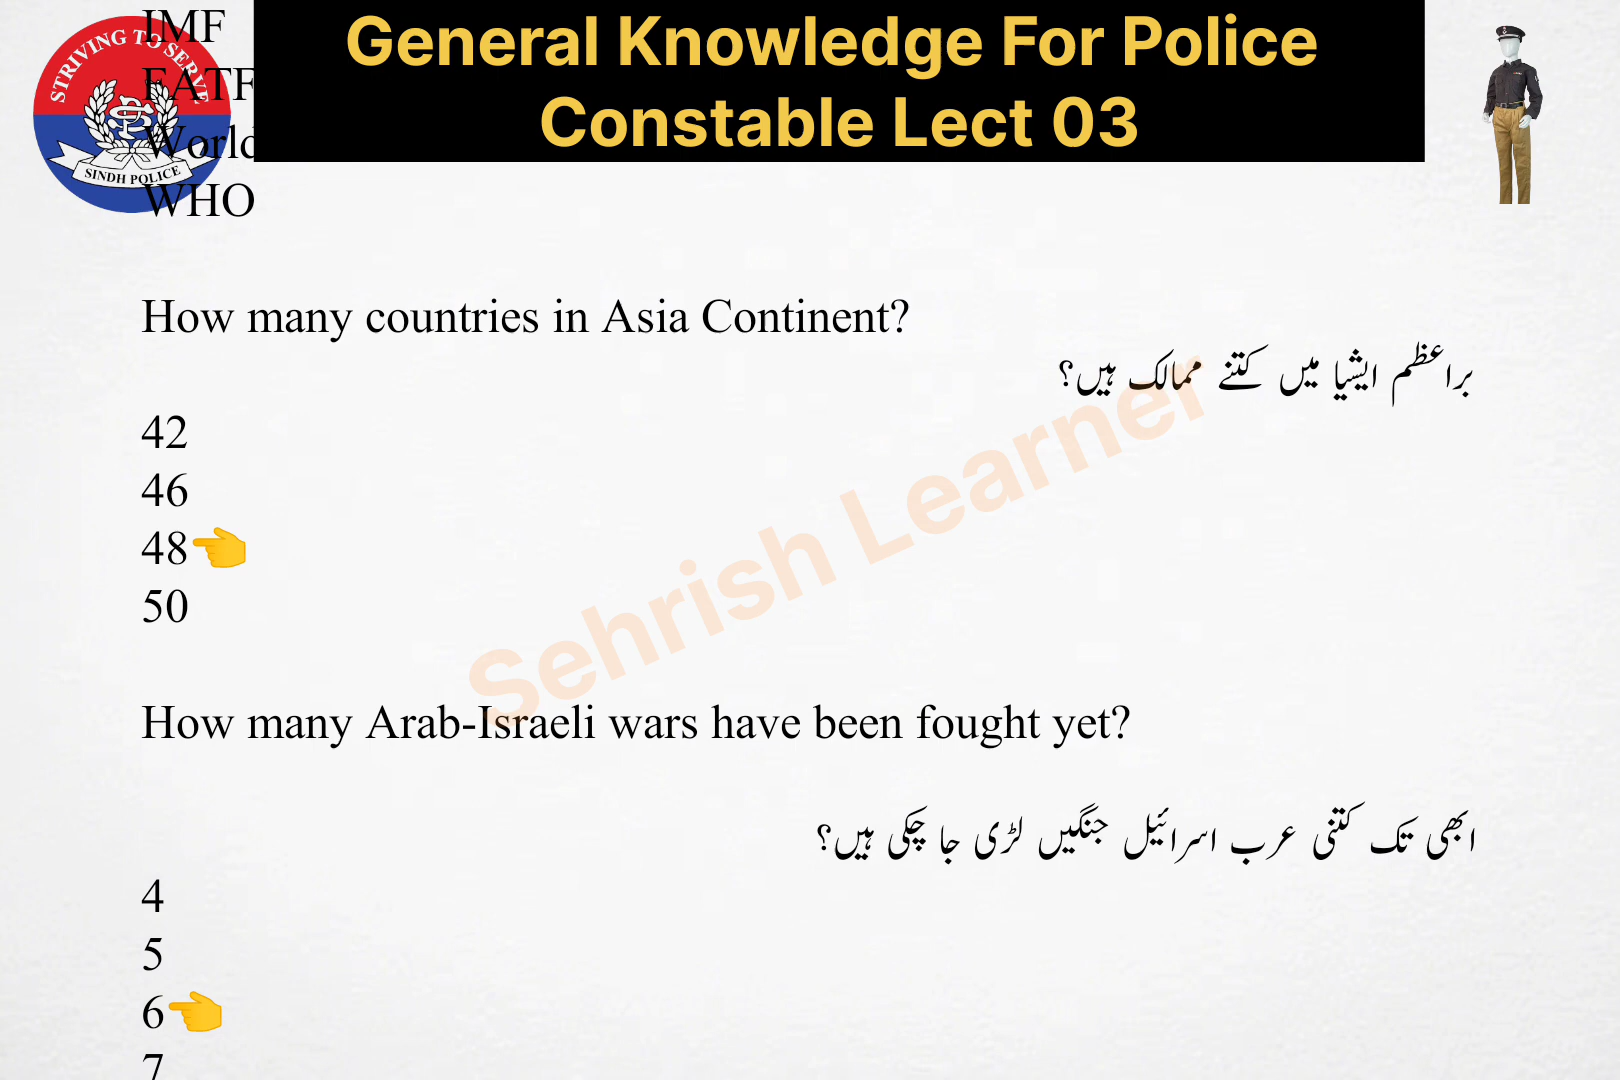 STRIVING TO SERVE
SINDH POLICE
General Knowledge For Police
Constable Lect 03
IMF
FATF
World
WHO
How many countries in Asia Continent?
براعظم ایشیا میں کتنے ممالک ہیں؟
42
46
48👈
50
Sehrish Learner
How many Arab-Israeli wars have been fought yet?
ابھی تک کتنی عرب اسرائیل جنگیں لڑی جا چکی ہیں؟
4
5
6👈
7